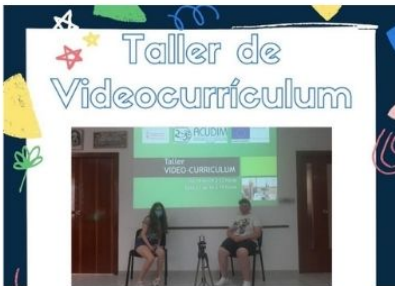 Taller de
Videocurrículum
ACUDIM
Taller
VIDEO-CURRICULUM